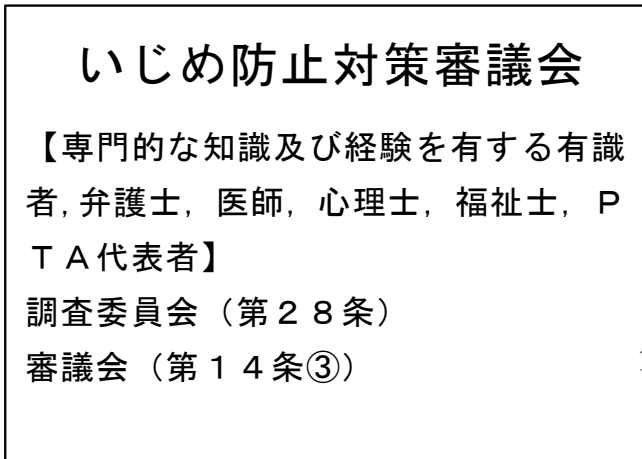 いじめ防止対策審議会
【専門的な知識及び経験を有する有識
者,弁護士，医師，心理士，福祉士，Ｐ
ＴＡ代表者】
調査委員会（第２８条）
審議会（第１４条③）